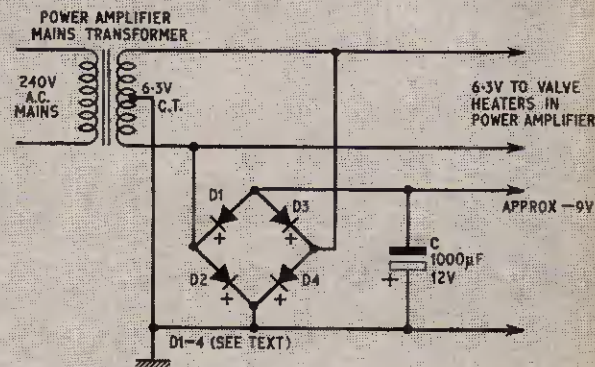 POWER AMPLIFIER
MAINS TRANSFORMER
240V
A.C.
MAINS
6·3V
C.T.
6·3V TO VALVE
HEATERS IN
POWER AMPLIFIER
D1
D3
+
+
APPROX −9V
D2
D4
+
+
C
1000µF
12V
+
D1–4 (SEE TEXT)